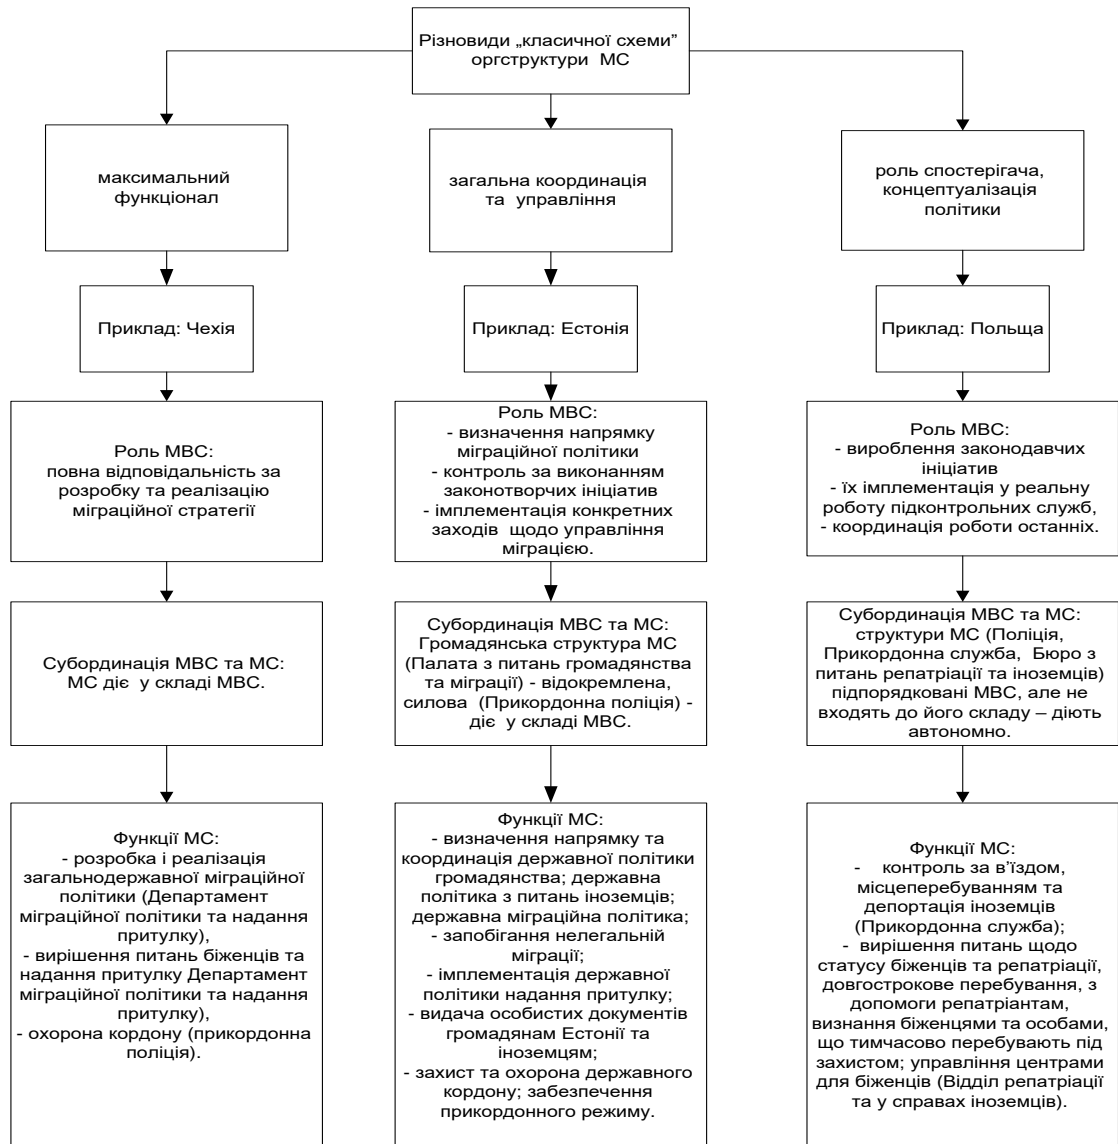 Різновиди „класичної схеми”
оргструктури МС
максимальний
функціонал
загальна координація
та управління
роль спостерігача,
концептуалізація
політики
Приклад: Чехія
Приклад: Естонія
Приклад: Польща
Роль МВС:
повна відповідальність за
розробку та реалізацію
міграційної стратегії
Роль МВС:
- визначення напрямку
міграційної політики
- контроль за виконанням
законотворчих ініціатив
- імплементація конкретних
заходів щодо управління
міграцією.
Роль МВС:
- вироблення законодавчих
ініціатив
- їх імплементація у реальну
роботу підконтрольних служб,
- координація роботи останніх.
Субординація МВС та МС:
МС діє у складі МВС.
Субординація МВС та МС:
Громадянська структура МС
(Палата з питань громадянства
та міграції) - відокремлена,
силова (Прикордонна поліція) -
діє у складі МВС.
Субординація МВС та МС:
структури МС (Поліція,
Прикордонна служба, Бюро з
питань репатріації та іноземців)
підпорядковані МВС, але не
входять до його складу – діють
автономно.
Функції МС:
- розробка і реалізація
загальнодержавної міграційної
політики (Департамент
міграційної політики та надання
притулку),
- вирішення питань біженців та
надання притулку Департамент
міграційної політики та надання
притулку),
- охорона кордону (прикордонна
поліція).
Функції МС:
- визначення напрямку та
координація державної політики
громадянства; державна
політика з питань іноземців;
державна міграційна політика;
- запобігання нелегальній
міграції;
- імплементація державної
політики надання притулку;
- видача особистих документів
громадянам Естонії та
іноземцям;
- захист та охорона державного
кордону; забезпечення
прикордонного режиму.
Функції МС:
- контроль за в’їздом,
місцеперебуванням та
депортація іноземців
(Прикордонна служба);
- вирішення питань щодо
статусу біженців та репатріації,
довгострокове перебування, з
допомоги репатріантам,
визнання біженцями та особами,
що тимчасово перебувають під
захистом; управління центрами
для біженців (Відділ репатріації
та у справах іноземців).